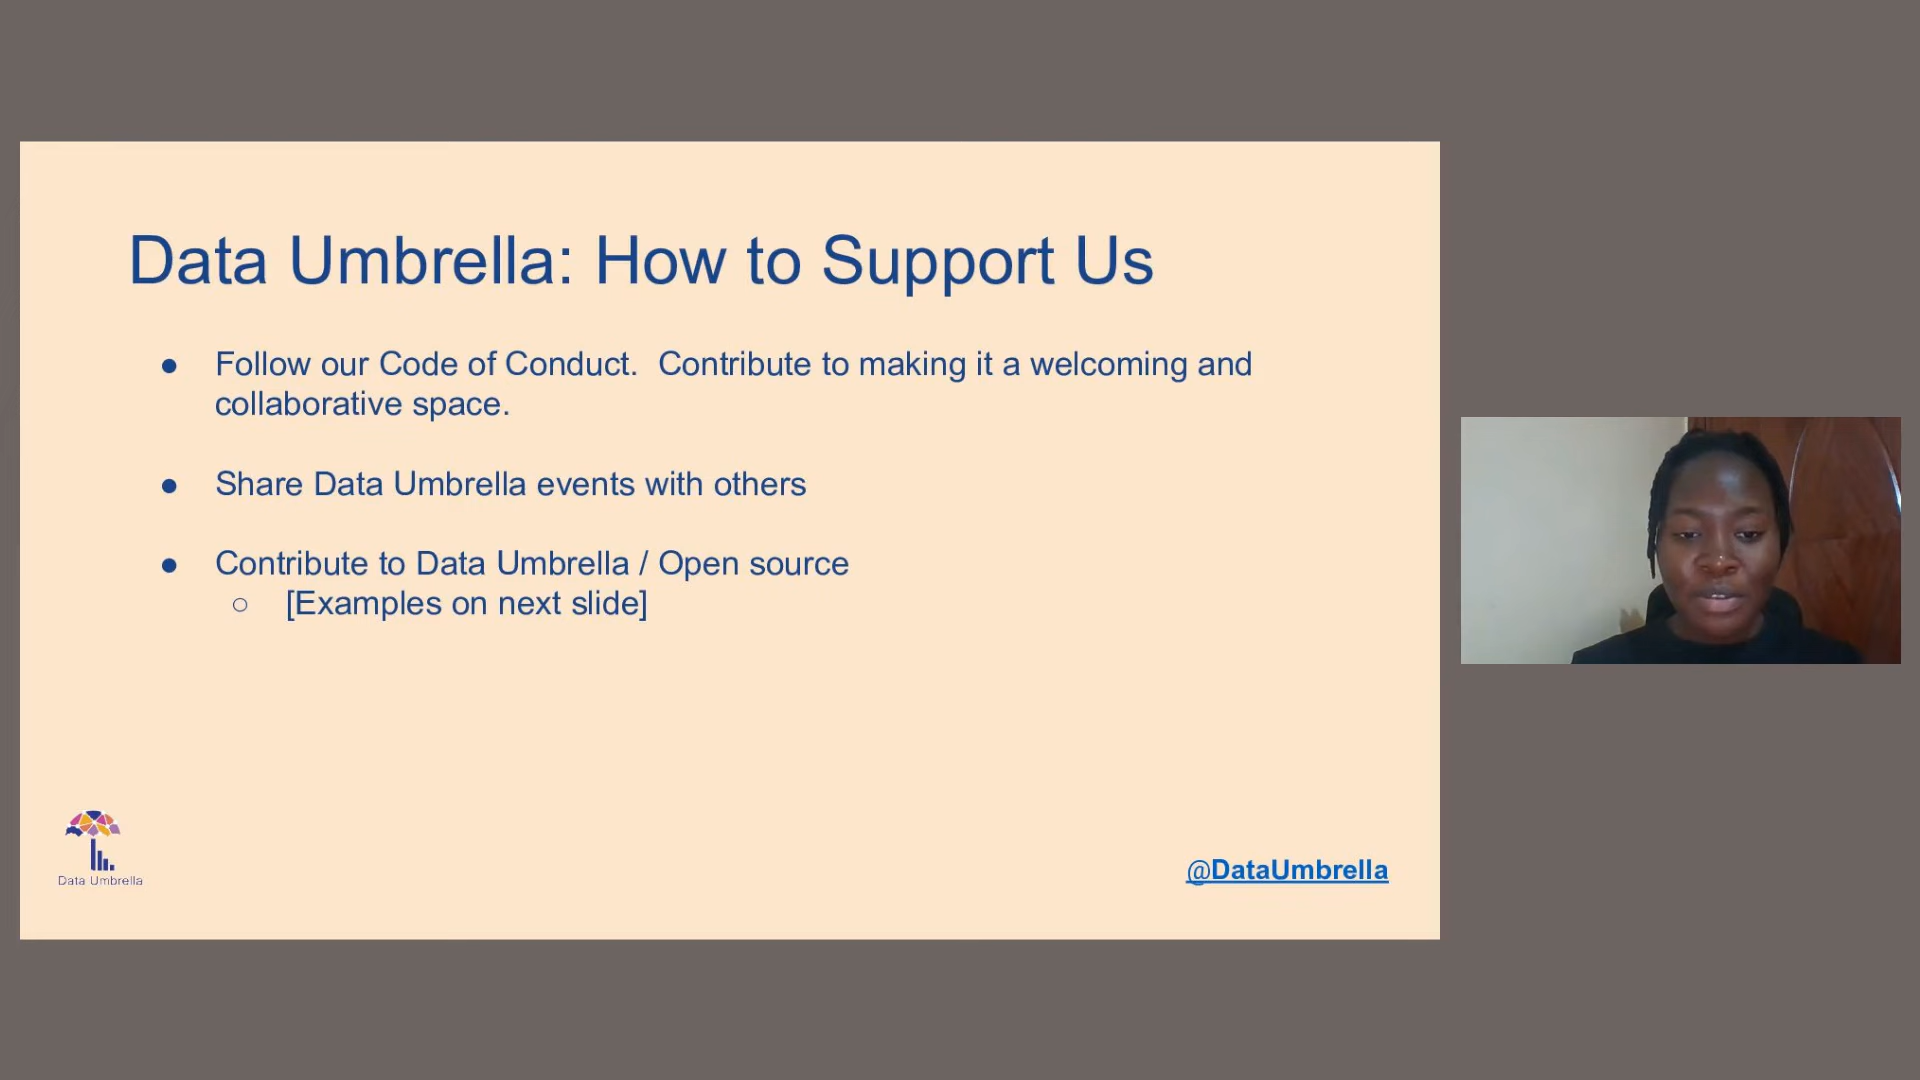 Data Umbrella: How to Support Us
● Follow our Code of Conduct.  Contribute to making it a welcoming and
collaborative space.
● Share Data Umbrella events with others
● Contribute to Data Umbrella / Open source
○ [Examples on next slide]
Data Umbrella
@DataUmbrella